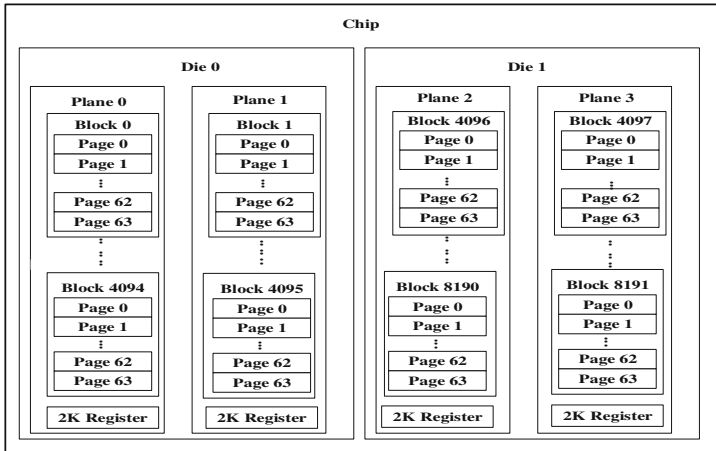 Chip
Die 0
Die 1
Plane 0
Plane 1
Plane 2
Plane 3
Block 0
Page 0
Page 1
Page 62
Page 63
Block 4094
Page 0
Page 1
Page 62
Page 63
2K Register
Block 1
Page 0
Page 1
Page 62
Page 63
Block 4095
Page 0
Page 1
Page 62
Page 63
2K Register
Block 4096
Page 0
Page 1
Page 62
Page 63
Block 8190
Page 0
Page 1
Page 62
Page 63
2K Register
Block 4097
Page 0
Page 1
Page 62
Page 63
Block 8191
Page 0
Page 1
Page 62
Page 63
2K Register